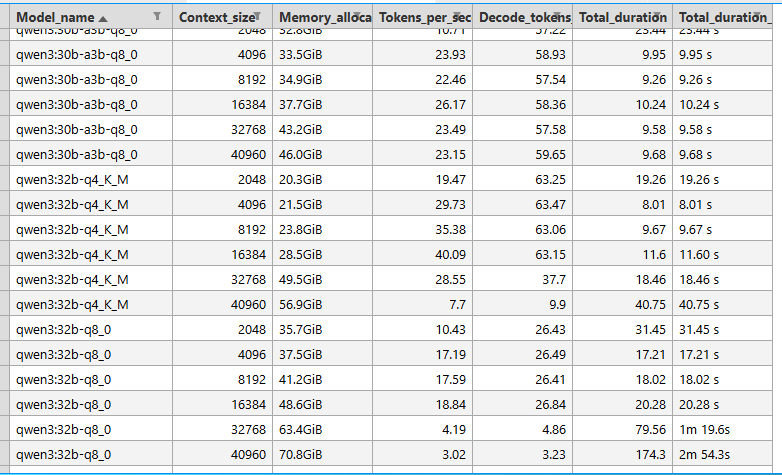 Model_name Context_size Memory_alloca Tokens_per_sec Decode_tokens_ Total_duration Total_duration_
qwen3:30b-a3b-q8_0 2048 32.8GiB 10.71 57.22 23.44 23.44 s
qwen3:30b-a3b-q8_0 4096 33.5GiB 23.93 58.93 9.95 9.95 s
qwen3:30b-a3b-q8_0 8192 34.9GiB 22.46 57.54 9.26 9.26 s
qwen3:30b-a3b-q8_0 16384 37.7GiB 26.17 58.36 10.24 10.24 s
qwen3:30b-a3b-q8_0 32768 43.2GiB 23.49 57.58 9.58 9.58 s
qwen3:30b-a3b-q8_0 40960 46.0GiB 23.15 59.65 9.68 9.68 s
qwen3:32b-q4_K_M 2048 20.3GiB 19.47 63.25 19.26 19.26 s
qwen3:32b-q4_K_M 4096 21.5GiB 29.73 63.47 8.01 8.01 s
qwen3:32b-q4_K_M 8192 23.8GiB 35.38 63.06 9.67 9.67 s
qwen3:32b-q4_K_M 16384 28.5GiB 40.09 63.15 11.6 11.60 s
qwen3:32b-q4_K_M 32768 49.5GiB 28.55 37.7 18.46 18.46 s
qwen3:32b-q4_K_M 40960 56.9GiB 7.7 9.9 40.75 40.75 s
qwen3:32b-q8_0 2048 35.7GiB 10.43 26.43 31.45 31.45 s
qwen3:32b-q8_0 4096 37.5GiB 17.19 26.49 17.21 17.21 s
qwen3:32b-q8_0 8192 41.2GiB 17.59 26.41 18.02 18.02 s
qwen3:32b-q8_0 16384 48.6GiB 18.84 26.84 20.28 20.28 s
qwen3:32b-q8_0 32768 63.4GiB 4.19 4.86 79.56 1m 19.6s
qwen3:32b-q8_0 40960 70.8GiB 3.02 3.23 174.3 2m 54.3s